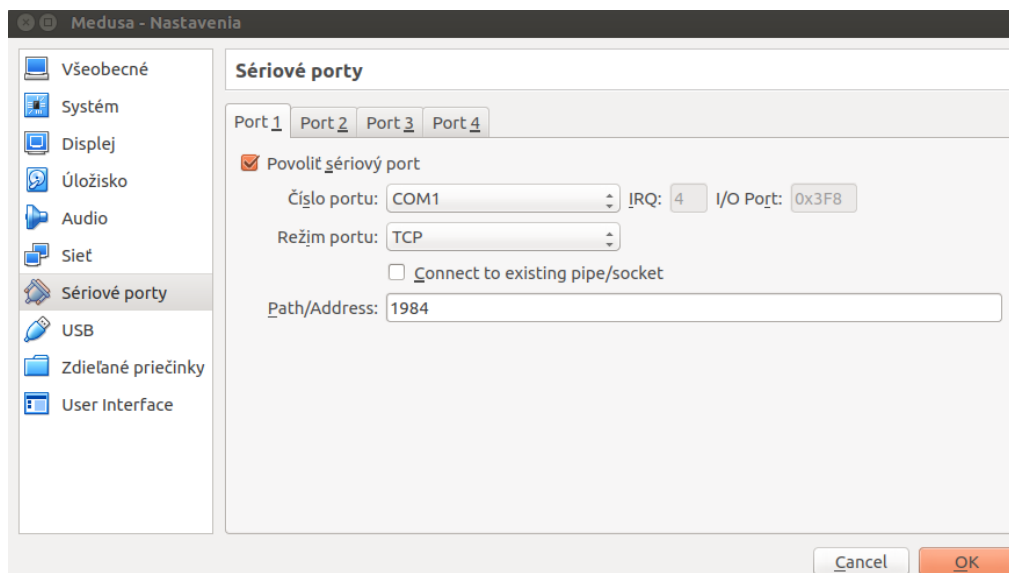 Medusa - Nastavenia
Všeobecné
Systém
Displej
Úložisko
Audio
Sieť
Sériové porty
USB
Zdieľané priečinky
User Interface
Sériové porty
Port 1 Port 2 Port 3 Port 4
Povoliť sériový port
Číslo portu: COM1 IRQ: 4 I/O Port: 0x3F8
Režim portu: TCP
Connect to existing pipe/socket
Path/Address: 1984
Cancel OK